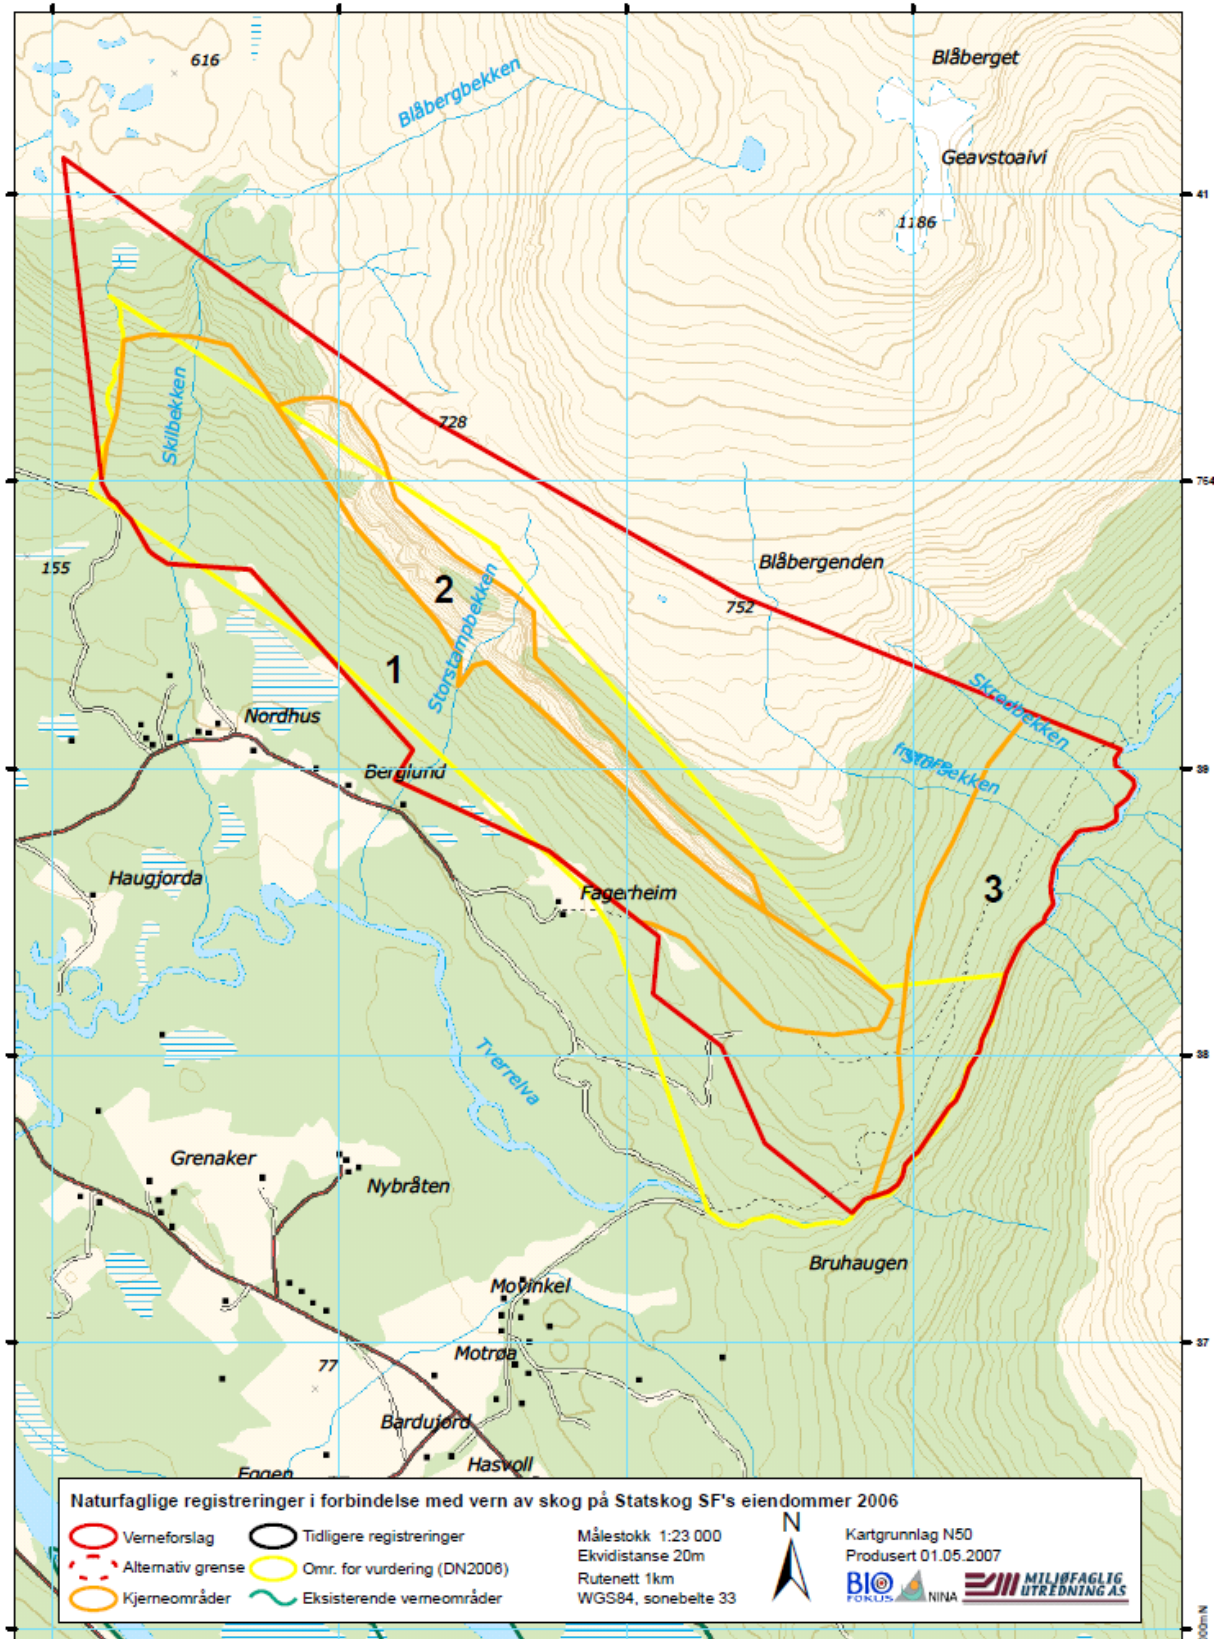 616
Blåberget
Blåbergbekken
Geavstoaivi
41
1186
Skilbekken
728
764
155
Blåbergenden
2
752
Storstampbekken
1
Skredbekken
Nordhus
39
Berglund
Storbekken
Haugjorda
Fagerheim
3
Tverrelva
38
Grenaker
Nybråten
Bruhaugen
Movinkel
37
77
Motrøa
Bardujord
Hasvoll
Eggen
Naturfaglige registreringer i forbindelse med vern av skog på Statskog SF's eiendommer 2006
Verneforslag
Tidligere registreringer
Målestokk 1:23 000
N
Kartgrunnlag N50
Alternativ grense
Omr. for vurdering (DN2006)
Ekvidistanse 20m
Produsert 01.05.2007
Rutenett 1km
Kjerneområder
Eksisterende verneområder
WGS84, sonebelte 33
BIO
FOKUS
NINA
MILJØFAGLIG
UTREDNING AS
000m N